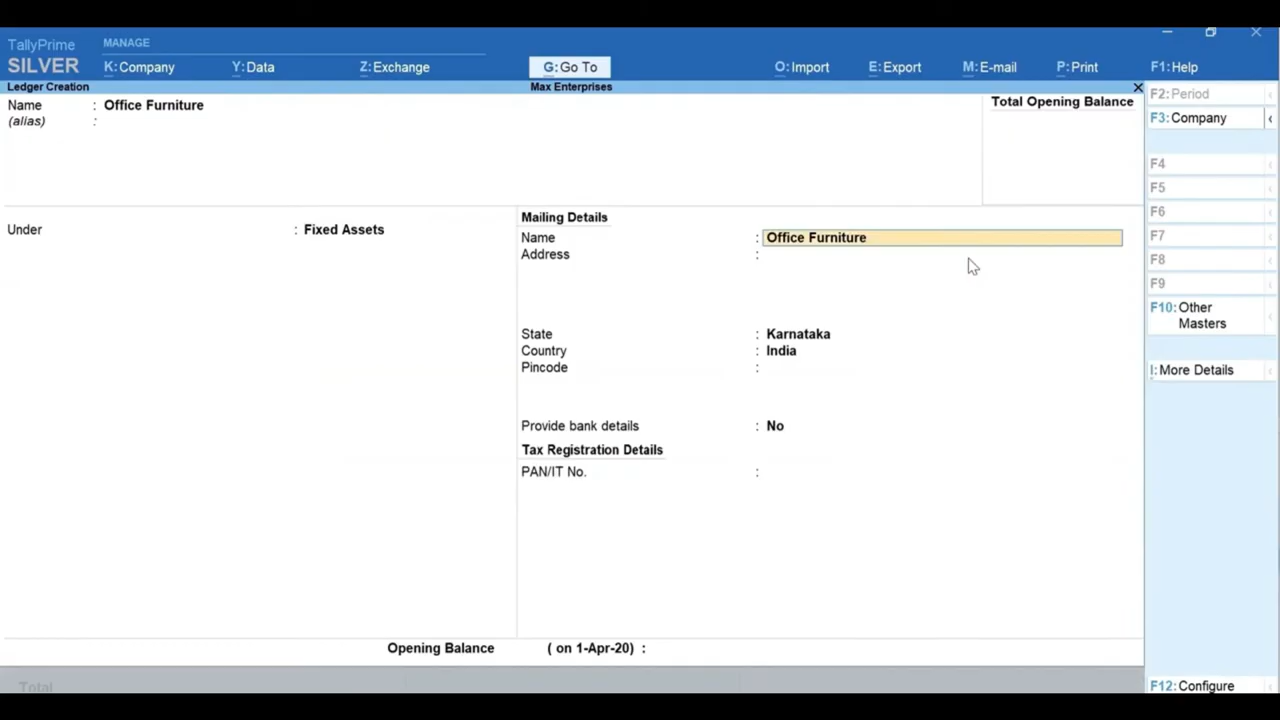 TallyPrime MANAGE
SILVER K:Company Y:Data Z:Exchange G:Go To O:Import E:Export M:E-mail P:Print F1:Help
Ledger Creation Max Enterprises
Name : Office Furniture Total Opening Balance
(alias) :
Under : Fixed Assets
Mailing Details
Name : Office Furniture
Address :
State : Karnataka
Country : India
Pincode :
Provide bank details : No
Tax Registration Details
PAN/IT No. :
Opening Balance ( on 1-Apr-20) :
Total
F2:Period
F3:Company
F4
F5
F6
F7
F8
F9
F10:Other
Masters
I:More Details
F12:Configure